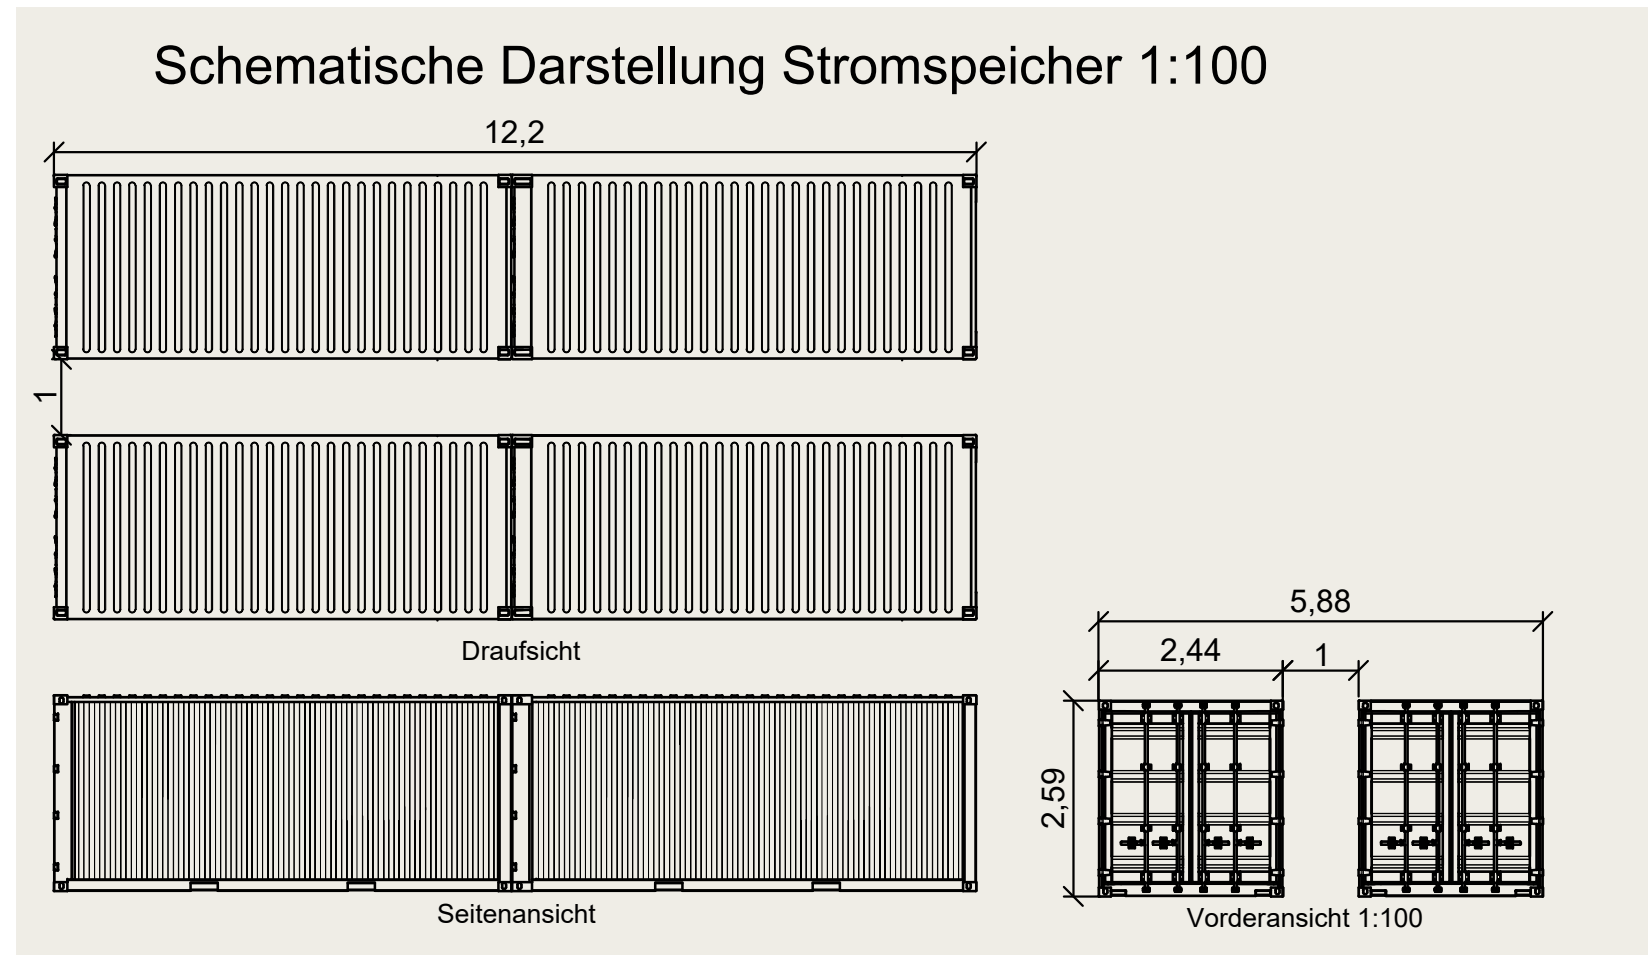 Schematische Darstellung Stromspeicher 1:100
12,2
1
Draufsicht
Seitenansicht
5,88
2,44
1
2,59
Vorderansicht 1:100